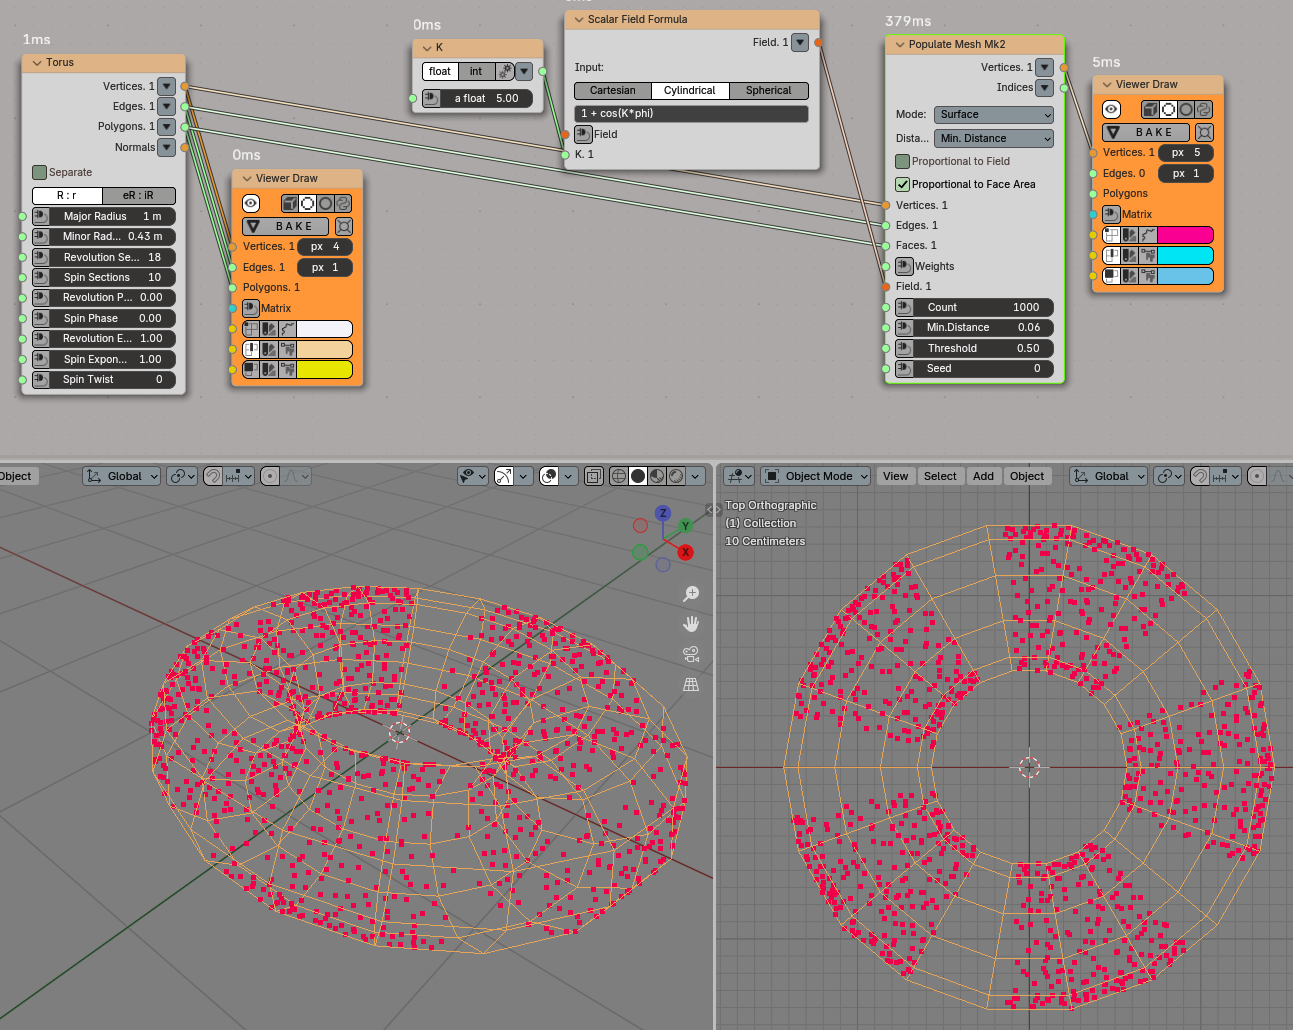 1ms
Torus
Vertices. 1
Edges. 1
Polygons. 1
Normals
Separate
R : r
eR : iR
Major Radius 1 m
Minor Rad... 0.43 m
Revolution Se... 18
Spin Sections 10
Revolution P... 0.00
Spin Phase 0.00
Revolution E... 1.00
Spin Expon... 1.00
Spin Twist 0
0ms
Viewer Draw
BAKE
Vertices. 1 px 4
Edges. 1 px 1
Polygons. 1
Matrix
0ms
K
float int
a float 5.00
Scalar Field Formula
Field. 1
Input:
Cartesian Cylindrical Spherical
1 + cos(K*phi)
Field
K. 1
379ms
Populate Mesh Mk2
Vertices. 1
Indices
Mode: Surface
Dista... Min. Distance
Proportional to Field
Proportional to Face Area
Vertices. 1
Edges. 1
Faces. 1
Weights
Field. 1
Count 1000
Min.Distance 0.06
Threshold 0.50
Seed 0
5ms
Viewer Draw
BAKE
Vertices. 1 px 5
Edges. 0 px 1
Polygons
Matrix
Object Global
Z
Y
X
Object Mode View Select Add Object Global
Top Orthographic
(1) Collection
10 Centimeters